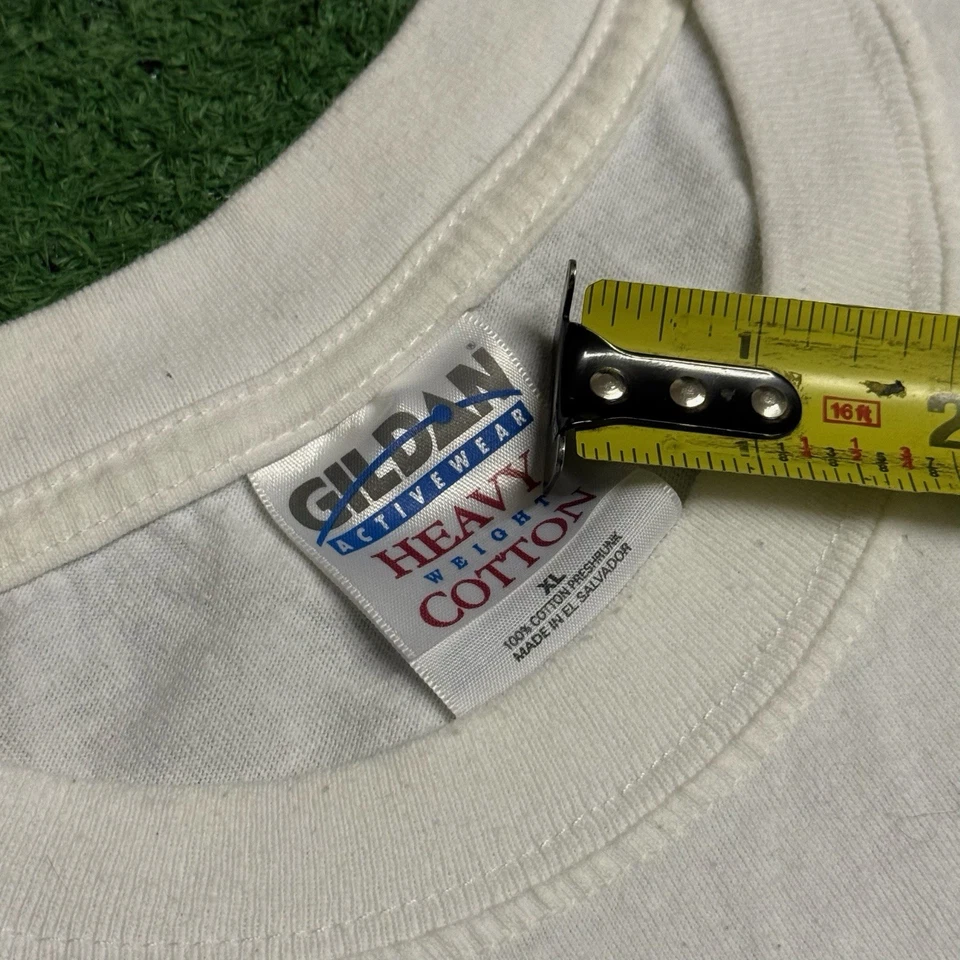 GILDAN®
ACTIVEWEAR
HEAVY
WEIGHT
COTTON
XL
100% COTTON PRESHRUNK
MADE IN EL SALVADOR
1
16ft
2